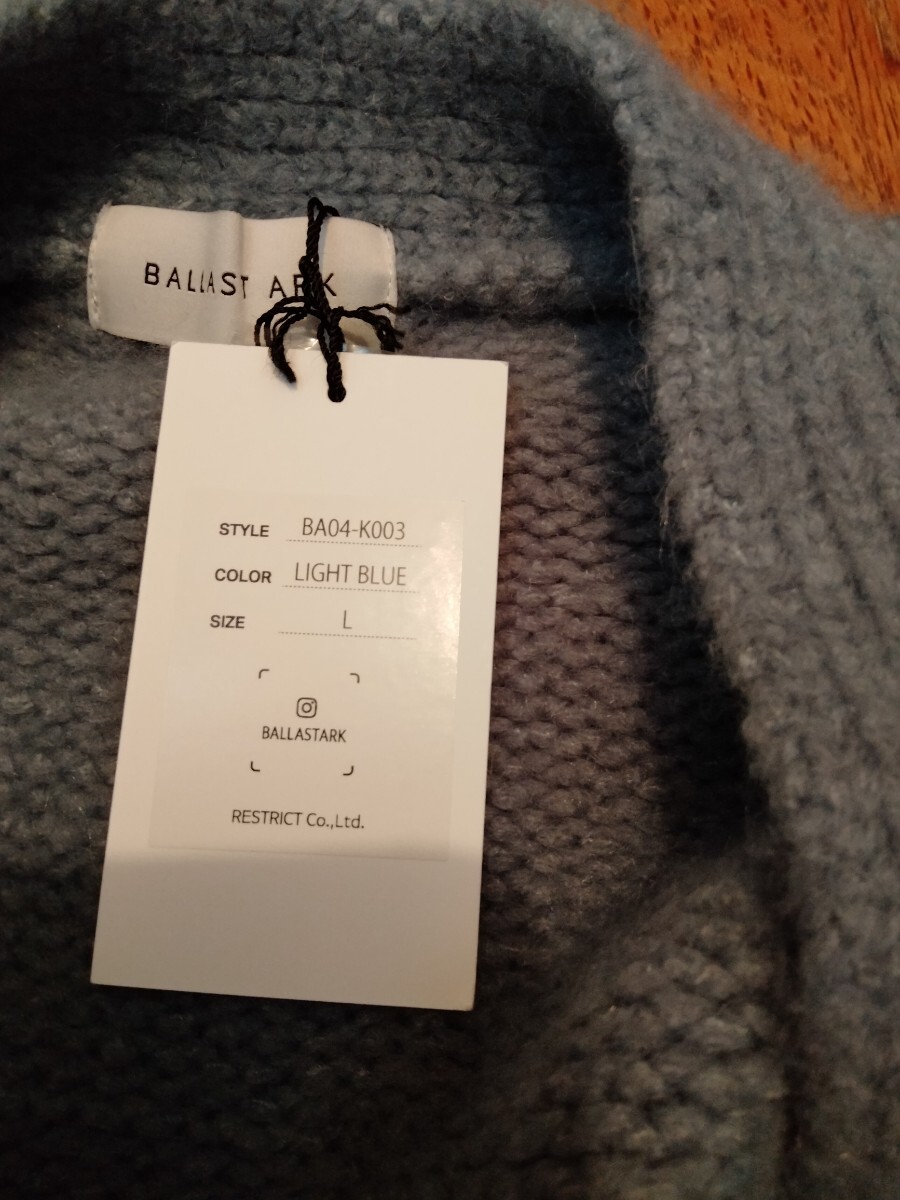 BALLAST ARK
STYLE BA04-K003
COLOR LIGHT BLUE
SIZE L
BALLASTARK
RESTRICT Co.,Ltd.